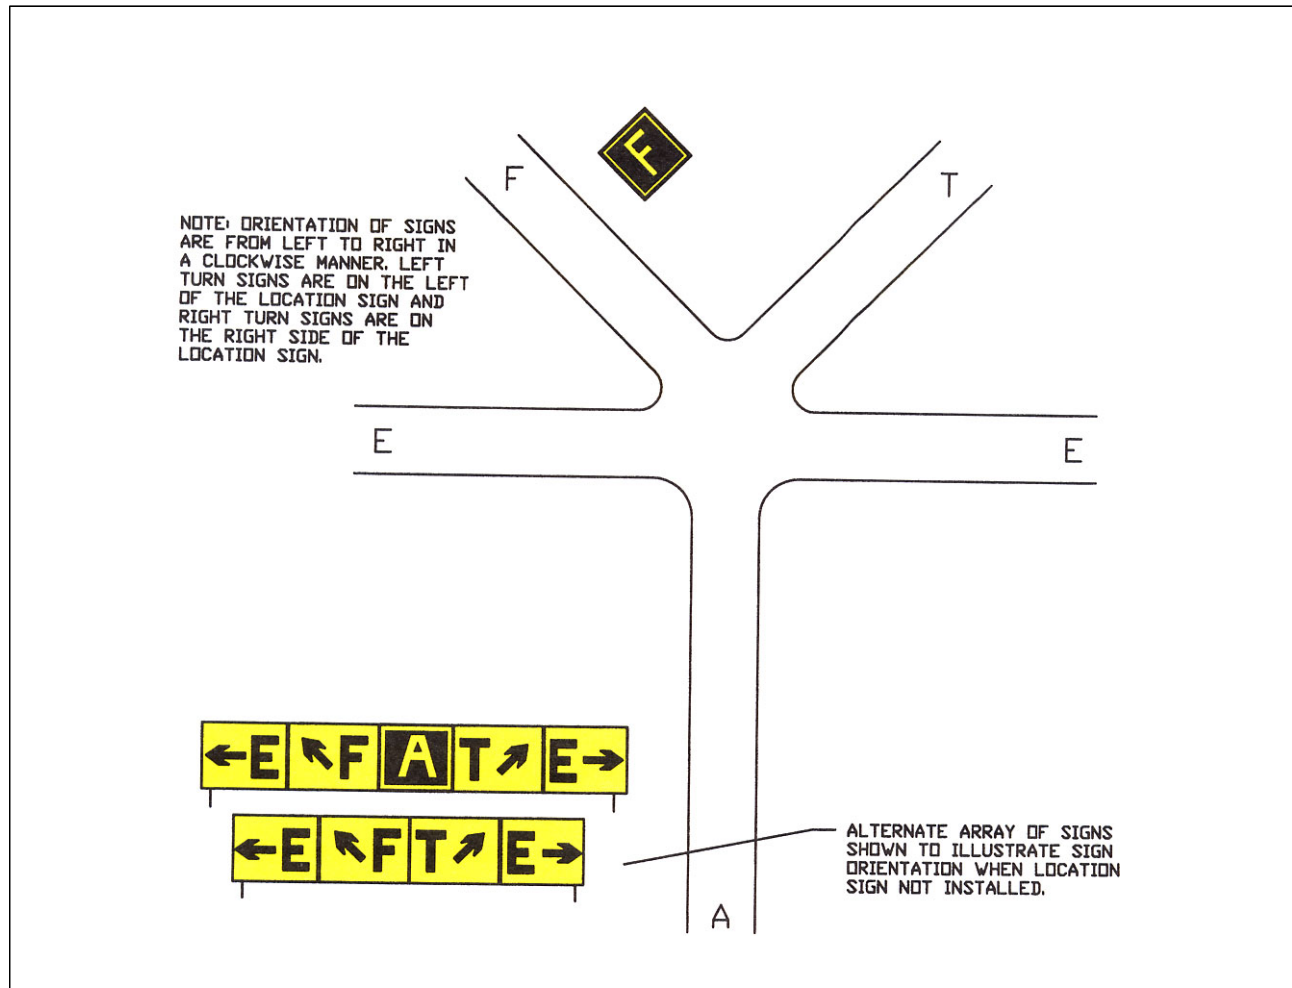 F
F
T
NOTE: ORIENTATION OF SIGNS
ARE FROM LEFT TO RIGHT IN
A CLOCKWISE MANNER. LEFT
TURN SIGNS ARE ON THE LEFT
OF THE LOCATION SIGN AND
RIGHT TURN SIGNS ARE ON
THE RIGHT SIDE OF THE
LOCATION SIGN.
E
E
←E ↖F A T↗ E→
←E ↖F T↗ E→
ALTERNATE ARRAY OF SIGNS
SHOWN TO ILLUSTRATE SIGN
ORIENTATION WHEN LOCATION
SIGN NOT INSTALLED.
A